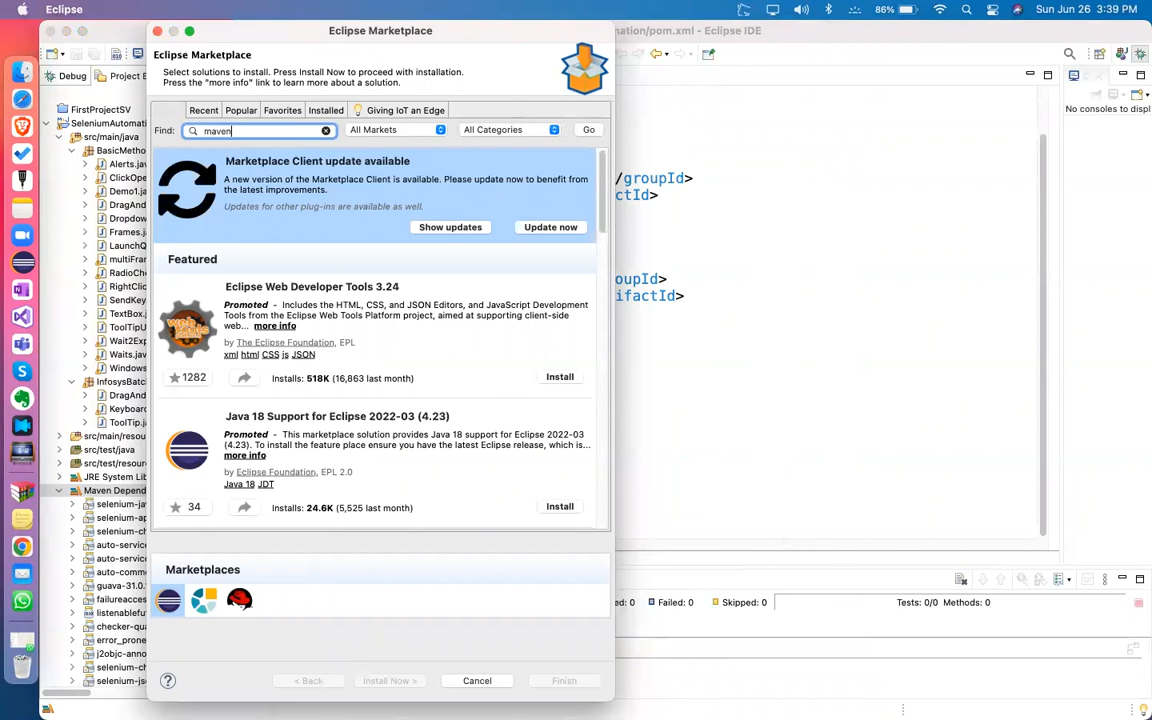 Eclipse
86%
Sun Jun 26 3:39 PM
Eclipse Marketplace
mation/pom.xml - Eclipse IDE
Eclipse Marketplace
Select solutions to install. Press Install Now to proceed with installation.
Press the "more info" link to learn more about a solution.
Debug
Project E
Recent
Popular
Favorites
Installed
Giving IoT an Edge
No consoles to displ
Find:
maven
All Markets
All Categories
Go
FirstProjectSV
SeleniumAutomati
src/main/java
BasicMetho
Alerts.jav
ClickOpe
Demo1.ja
DragAnd
Dropdow
Frames.j
LaunchQ
multiFra
RadioChe
RightClic
SendKey
TextBox.j
ToolTipU
Wait2Exp
Waits.jav
Windows
InfosysBatc
DragAnd
Keyboar
ToolTip.j
src/main/resou
src/test/java
src/test/resourc
JRE System Lib
Maven Depend
selenium-ja
selenium-ap
selenium-ch
auto-servic
auto-servic
guava-31.0.
failureacces
listenablefu
checker-qua
error_prone
j2objc-anno
selenium-ch
selenium-js
Marketplace Client update available
A new version of the Marketplace Client is available. Please update now to benefit from
the latest improvements.
Updates for other plug-ins are available as well.
Show updates
Update now
Featured
Eclipse Web Developer Tools 3.24
Promoted - Includes the HTML, CSS, and JSON Editors, and JavaScript Development
Tools from the Eclipse Web Tools Platform project, aimed at supporting client-side
web... more info
by The Eclipse Foundation, EPL
xml html CSS js JSON
1282
Installs: 518K (16,863 last month)
Install
Java 18 Support for Eclipse 2022-03 (4.23)
Promoted - This marketplace solution provides Java 18 support for Eclipse 2022-03
(4.23). To install the feature place ensure you have the latest Eclipse release, which is...
more info
by Eclipse Foundation, EPL 2.0
Java 18 JDT
34
Installs: 24.6K (5,525 last month)
Install
/groupId>
ctId>
oupId>
ifactId>
Marketplaces
ed: 0
Failed: 0
Skipped: 0
Tests: 0/0 Methods: 0
?
< Back
Install Now >
Cancel
Finish